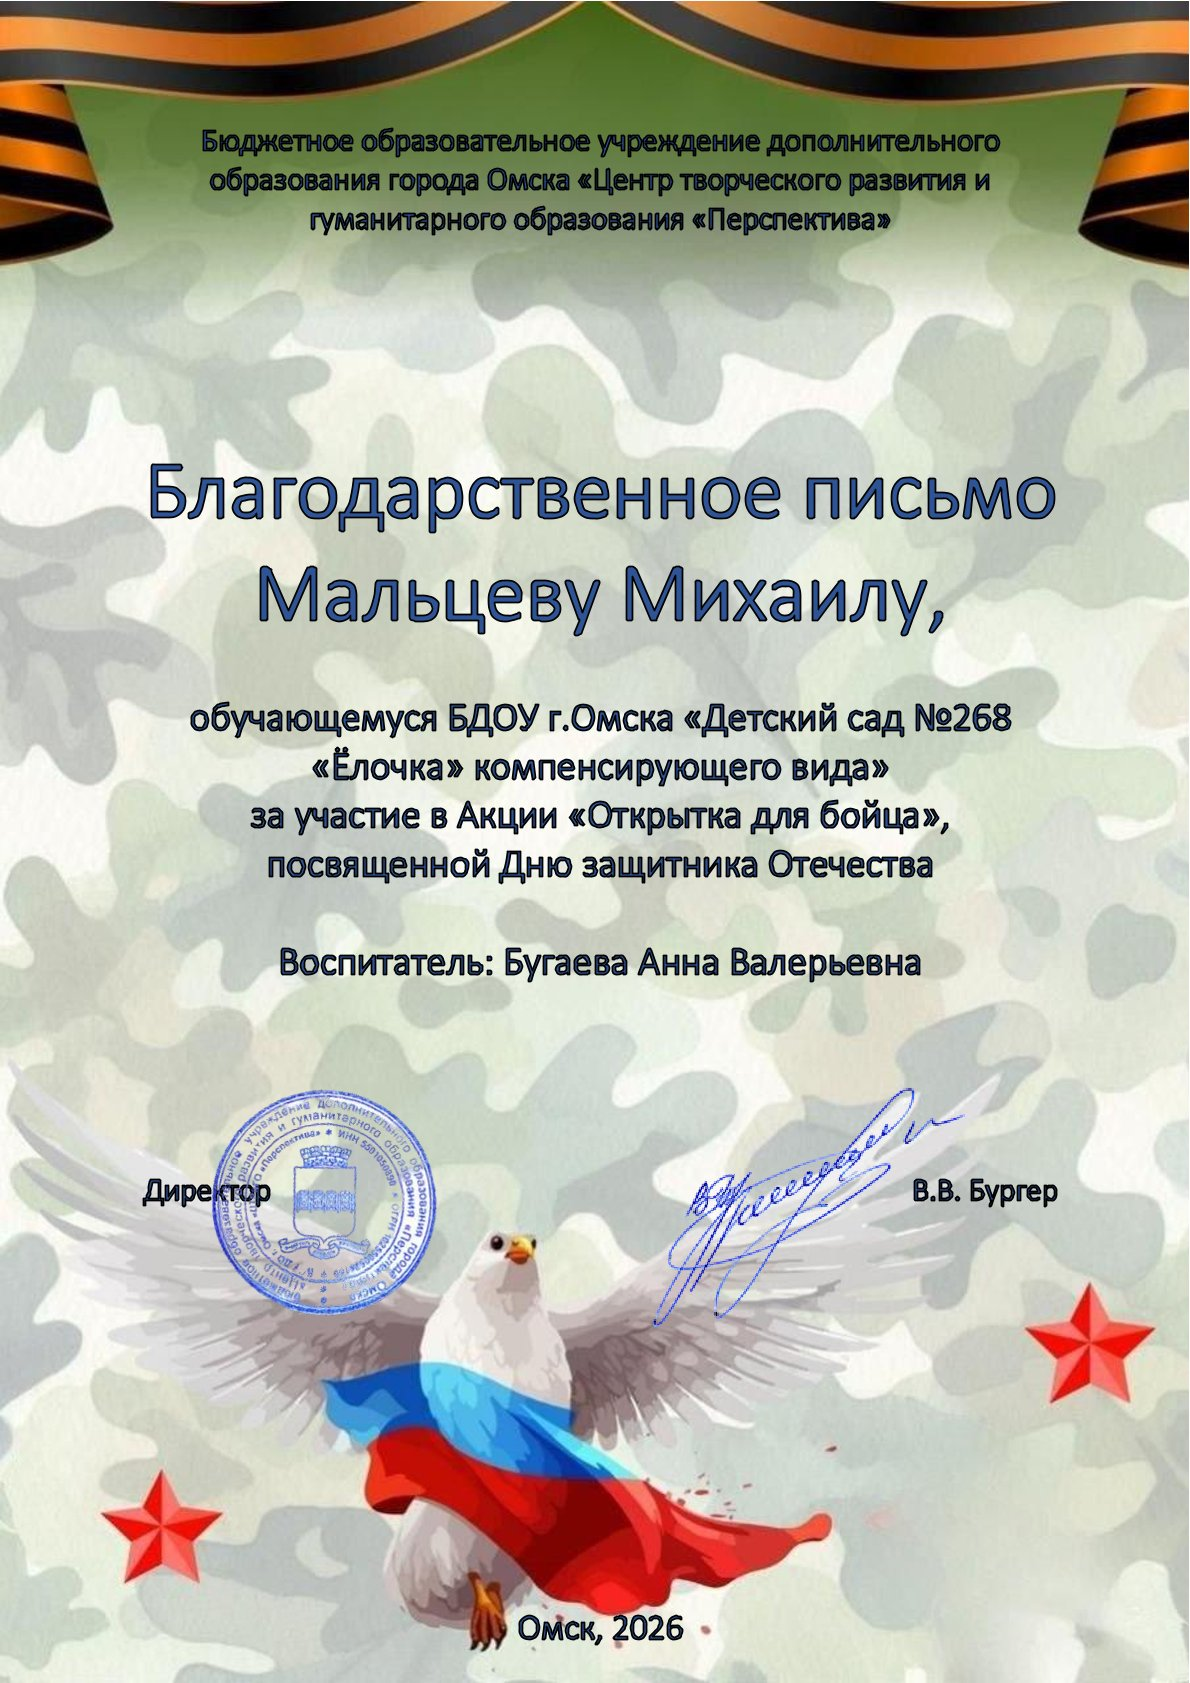 Бюджетное образовательное учреждение дополнительного
образования города Омска «Центр творческого развития и
гуманитарного образования «Перспектива»
Благодарственное письмо
Мальцеву Михаилу,
обучающемуся БДОУ г.Омска «Детский сад №268
«Ёлочка» компенсирующего вида»
за участие в Акции «Открытка для бойца»,
посвященной Дню защитника Отечества
Воспитатель: Бугаева Анна Валерьевна
Директор
В.В. Бургер
Омск, 2026